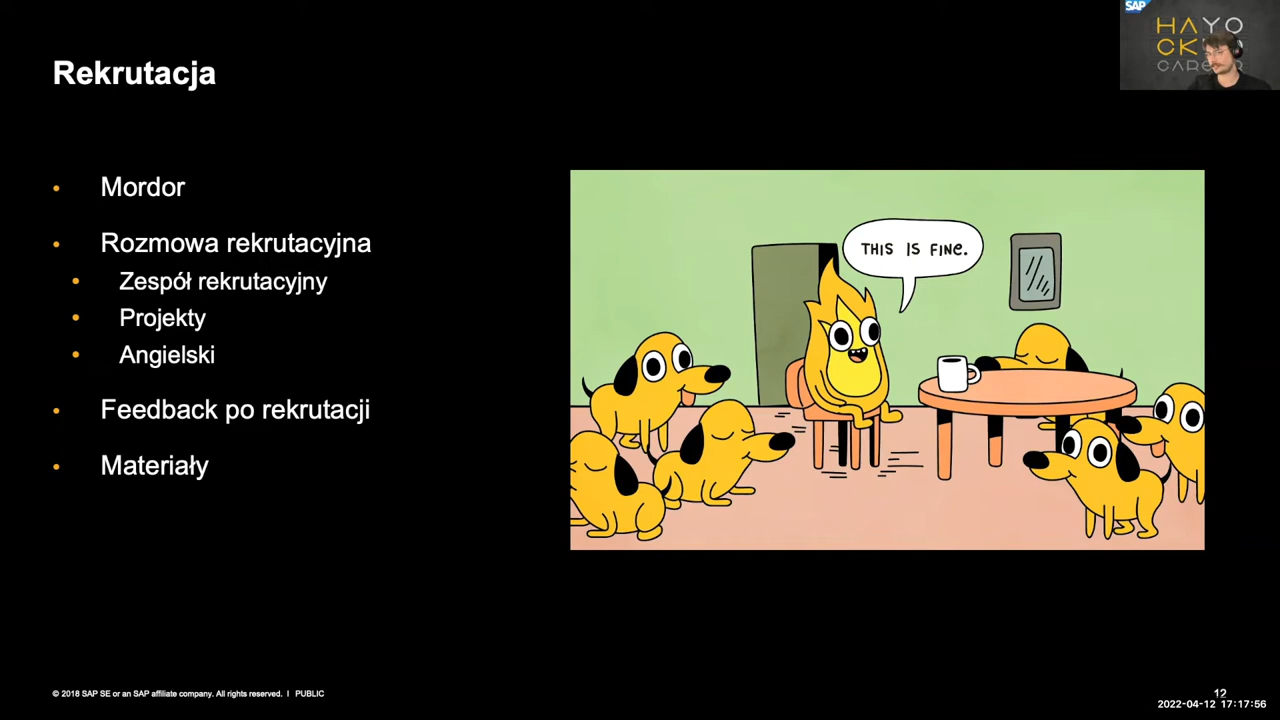 SAP
HAYO
CK
CAR
Rekrutacja
• Mordor
• Rozmowa rekrutacyjna
• Zespół rekrutacyjny
• Projekty
• Angielski
• Feedback po rekrutacji
• Materiały
THIS IS FINE.
© 2018 SAP SE or an SAP affiliate company. All rights reserved. | PUBLIC
12
2022-04-12 17:17:56